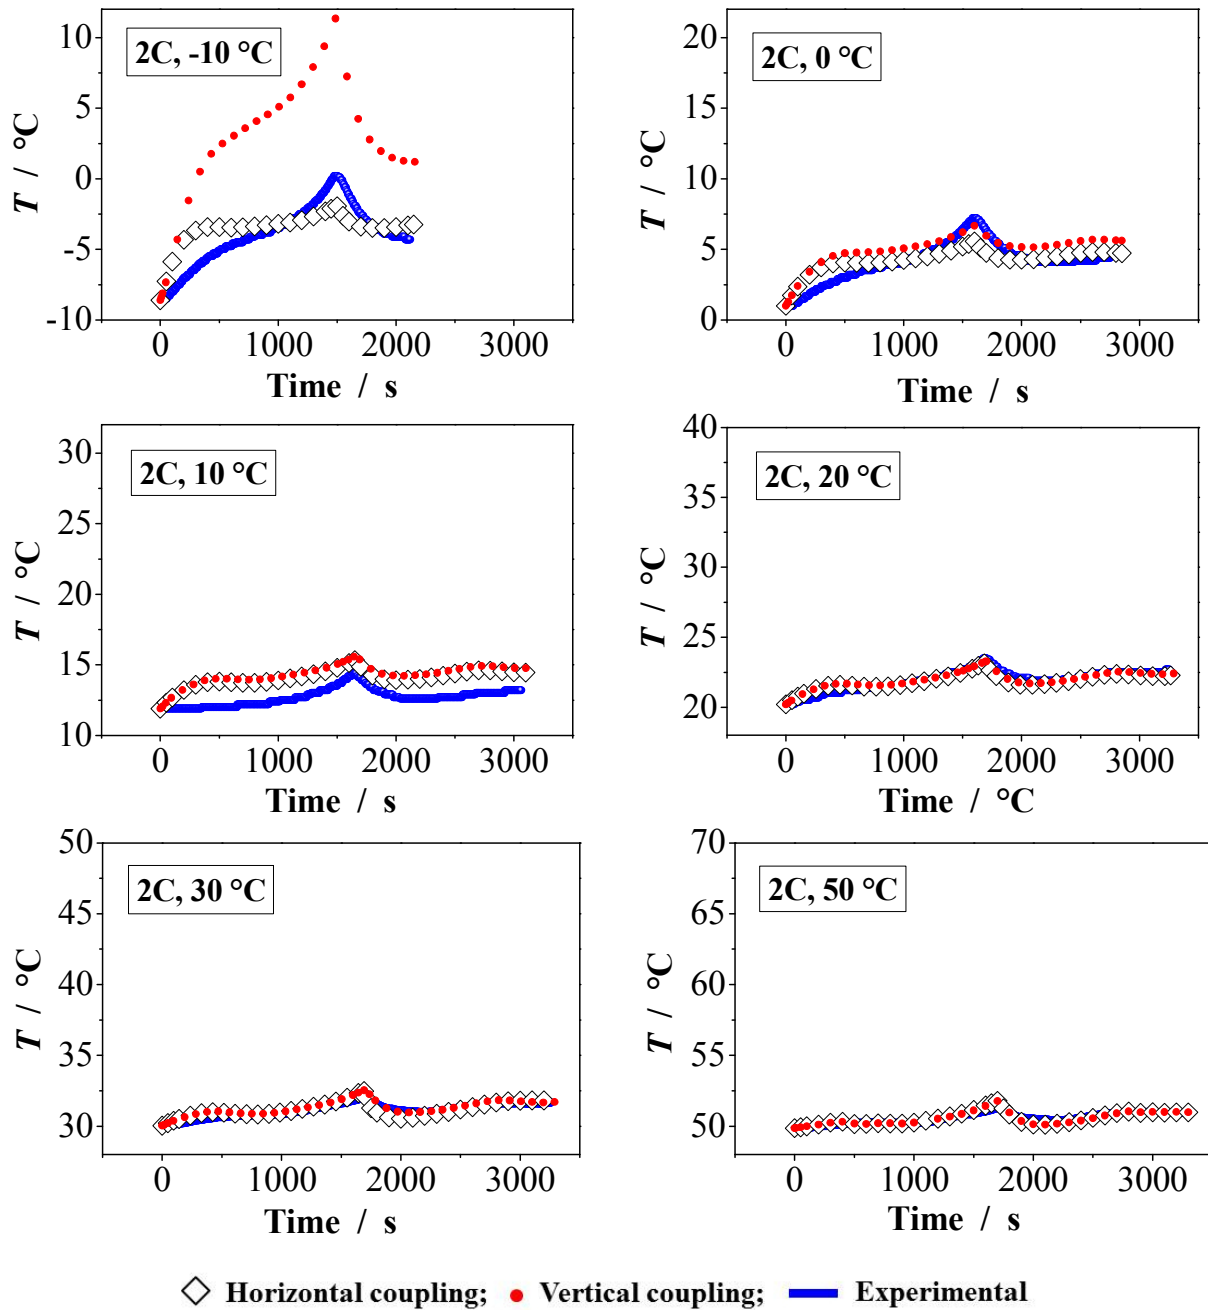 2C, -10 °C
10
5
0
-5
-10
T / °C
0 1000 2000 3000
Time / s
2C, 0 °C
20
15
10
5
0
T / °C
0 1000 2000 3000
Time / s
2C, 10 °C
30
25
20
15
10
T / °C
0 1000 2000 3000
Time / s
2C, 20 °C
40
35
30
25
20
T / °C
0 1000 2000 3000
Time / °C
2C, 30 °C
50
45
40
35
30
T / °C
0 1000 2000 3000
Time / s
2C, 50 °C
70
65
60
55
50
T / °C
0 1000 2000 3000
Time / s
Horizontal coupling; Vertical coupling; Experimental